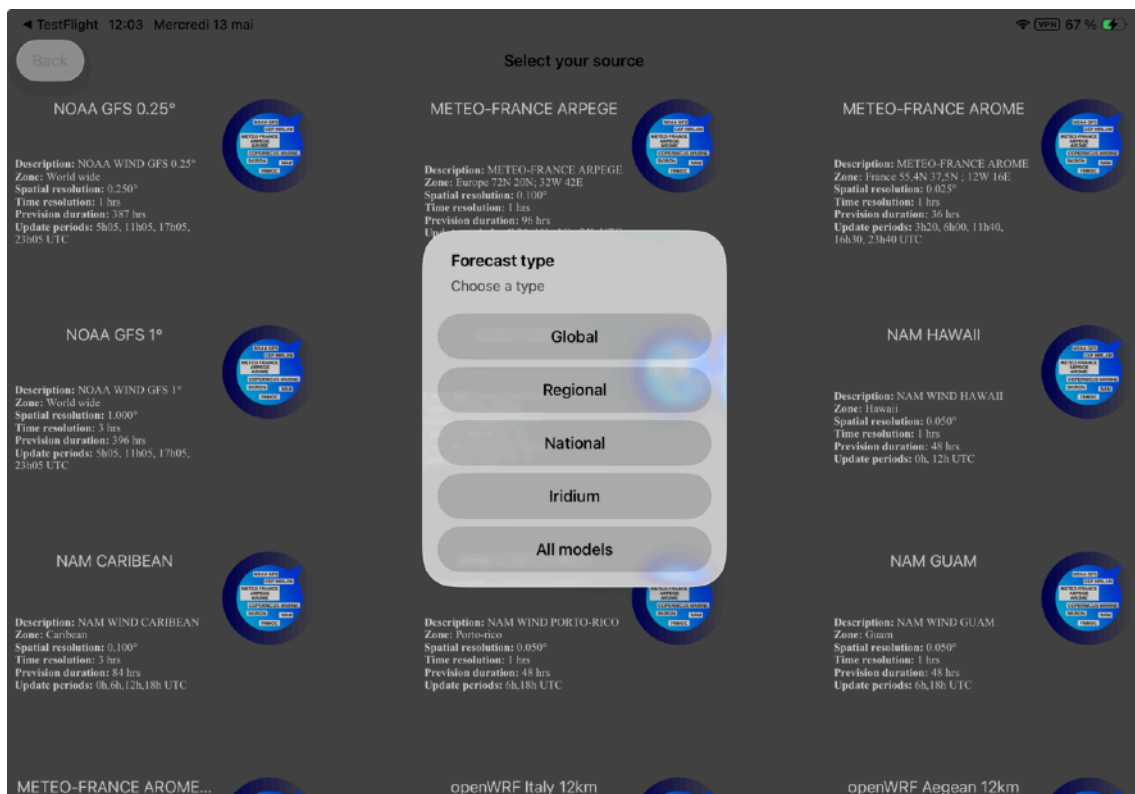 ◀ TestFlight 12:03 Mercredi 13 mai
VPN 67 %
Back
Select your source
NOAA GFS 0.25°
Description: NOAA WIND GFS 0.25°
Zone: World wide
Spatial resolution: 0.250°
Time resolution: 1 hrs
Prevision duration: 387 hrs
Update periods: 5h05, 11h05, 17h05,
23h05 UTC
METEO-FRANCE ARPEGE
Description: METEO-FRANCE ARPEGE
Zone: Europe 72N 20N; 32W 42E
Spatial resolution: 0.100°
Time resolution: 1 hrs
Prevision duration: 96 hrs
METEO-FRANCE AROME
Description: METEO-FRANCE AROME
Zone: France 55,4N 37,5N ; 12W 16E
Spatial resolution: 0.025°
Time resolution: 1 hrs
Prevision duration: 36 hrs
Update periods: 3h20, 6h00, 11h40,
16h30, 23h40 UTC
Forecast type
Choose a type
Global
Regional
National
Iridium
All models
NOAA GFS 1°
Description: NOAA WIND GFS 1°
Zone: World wide
Spatial resolution: 1.000°
Time resolution: 3 hrs
Prevision duration: 396 hrs
Update periods: 5h05, 11h05, 17h05,
23h05 UTC
NAM HAWAII
Description: NAM WIND HAWAII
Zone: Hawaii
Spatial resolution: 0.050°
Time resolution: 1 hrs
Prevision duration: 48 hrs
Update periods: 0h, 12h UTC
NAM CARIBEAN
Description: NAM WIND CARIBEAN
Zone: Caribean
Spatial resolution: 0.100°
Time resolution: 3 hrs
Prevision duration: 84 hrs
Update periods: 0h,6h,12h,18h UTC
Description: NAM WIND PORTO-RICO
Zone: Porto-rico
Spatial resolution: 0.050°
Time resolution: 1 hrs
Prevision duration: 48 hrs
Update periods: 6h,18h UTC
NAM GUAM
Description: NAM WIND GUAM
Zone: Guam
Spatial resolution: 0.050°
Time resolution: 1 hrs
Prevision duration: 48 hrs
Update periods: 6h,18h UTC
METEO-FRANCE AROME...
openWRF Italy 12km
openWRF Aegean 12km